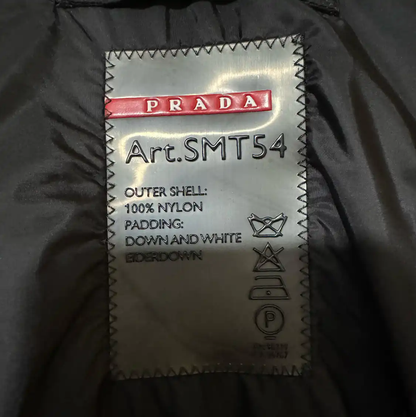 PRADA
Art.SMT54
OUTER SHELL:
100% NYLON
PADDING:
DOWN AND WHITE
EIDERDOWN
P